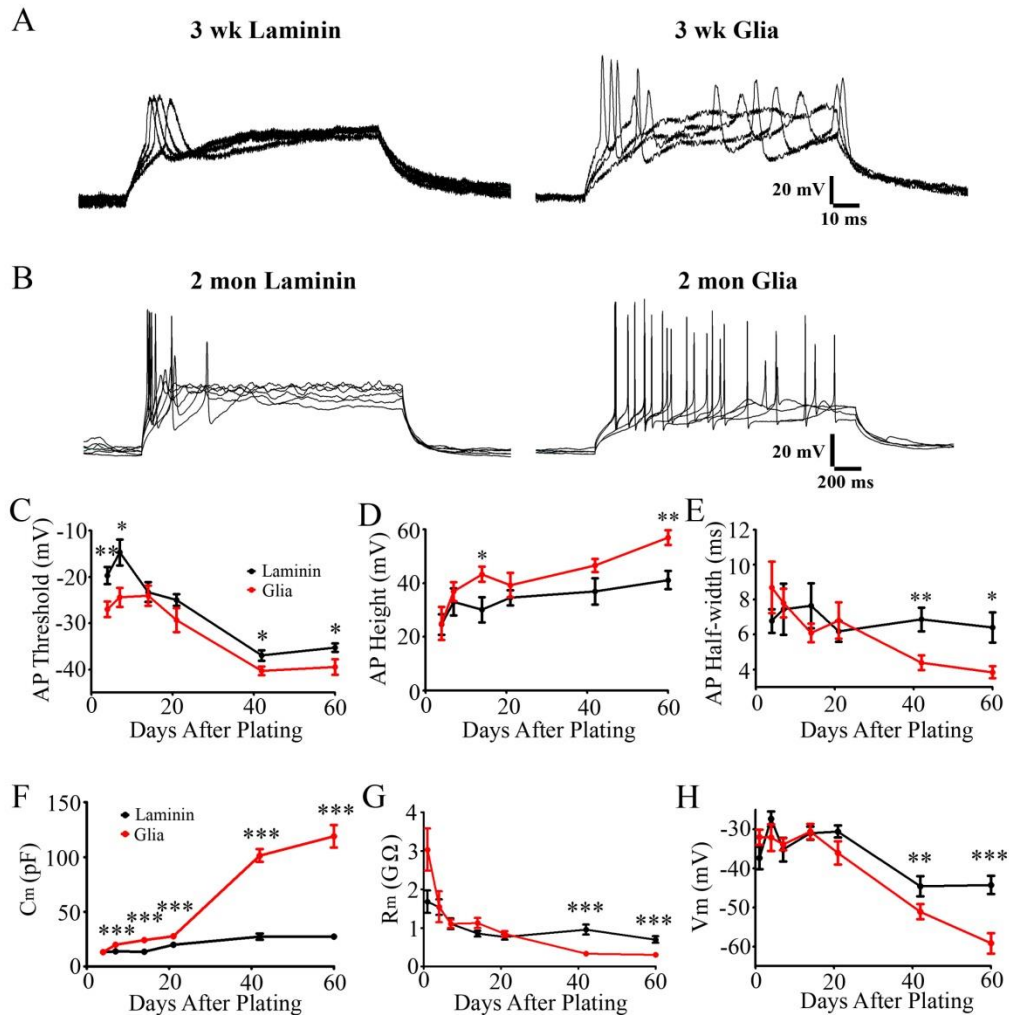 A
3 wk Laminin
3 wk Glia
20 mV
10 ms
B
2 mon Laminin
2 mon Glia
20 mV
200 ms
C
AP Threshold (mV)
-10
-20
-30
-40
** * * *
Laminin
Glia
0 20 40 60
Days After Plating
D
AP Height (mV)
60
40
20
0
* **
0 20 40 60
Days After Plating
E
AP Half-width (ms)
12
10
8
6
4
** *
0 20 40 60
Days After Plating
F
Cm (pF)
150
100
50
0
*** *** *** *** ***
Laminin
Glia
0 20 40 60
Days After Plating
G
Rm (GΩ)
4
3
2
1
0
*** ***
0 20 40 60
Days After Plating
H
Vm (mV)
-30
-40
-50
-60
** ***
0 20 40 60
Days After Plating